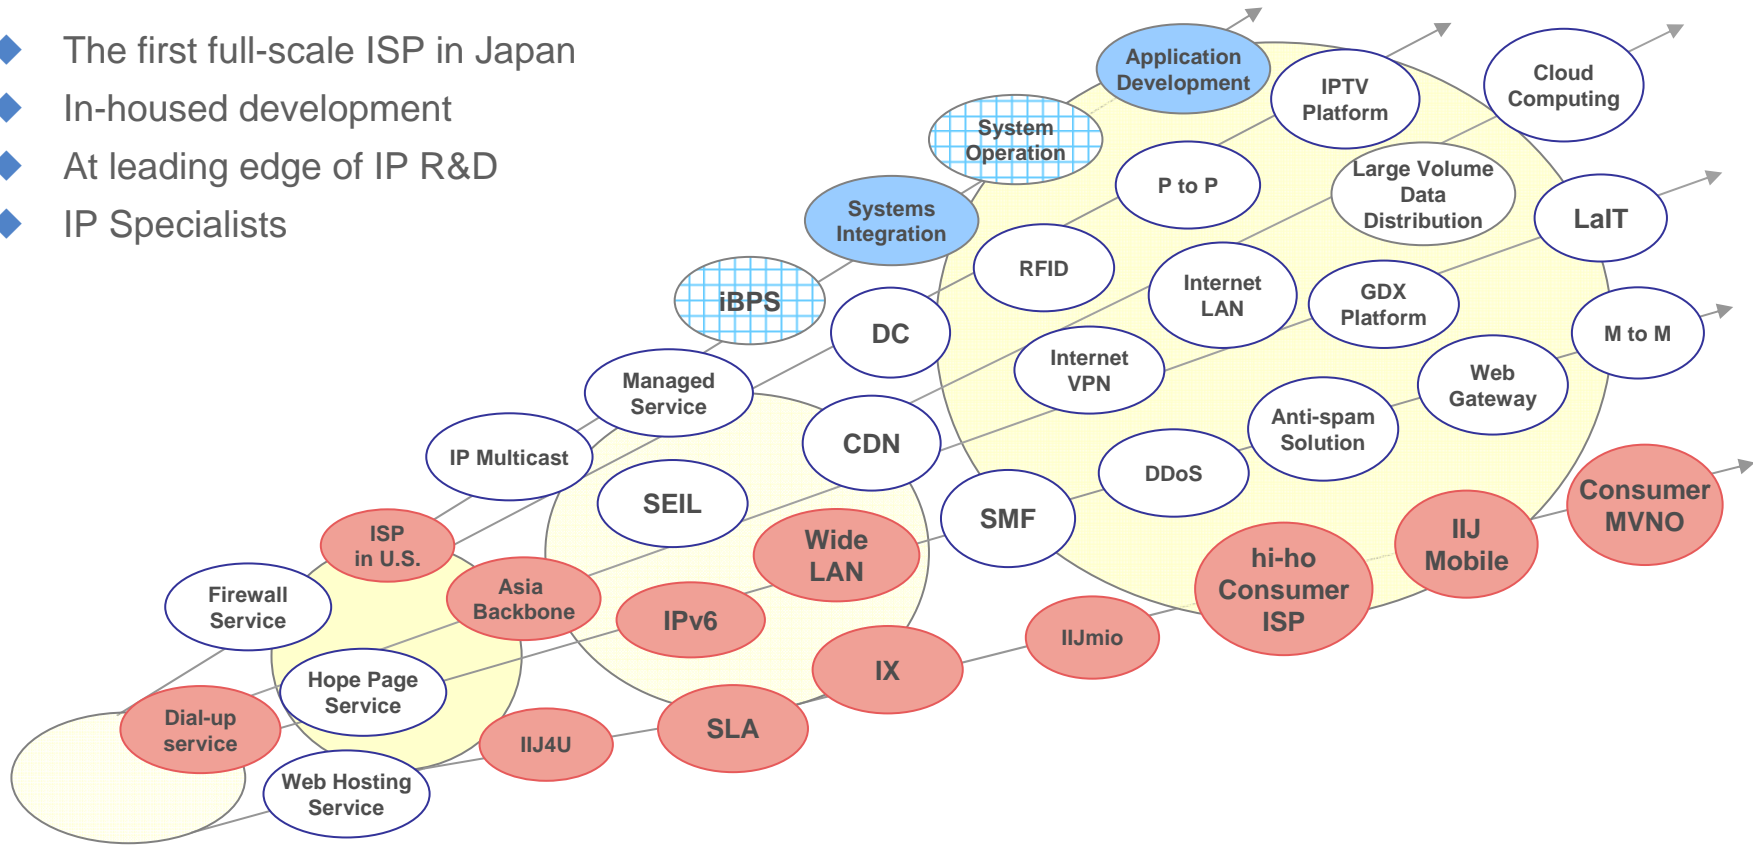 The first full-scale ISP in Japan
In-housed development
At leading edge of IP R&D
IP Specialists
Application
Development
IPTV
Platform
Cloud
Computing
System
Operation
P to P
Large Volume
Data
Distribution
LaIT
Systems
Integration
RFID
Internet
LAN
GDX
Platform
M to M
iBPS
DC
Internet
VPN
Web
Gateway
Managed
Service
CDN
Anti-spam
Solution
IP Multicast
SEIL
SMF
DDoS
Consumer
MVNO
ISP
in U.S.
Wide
LAN
IIJ
Mobile
Firewall
Service
Asia
Backbone
IPv6
hi-ho
Consumer
ISP
IIJmio
IX
Hope Page
Service
Dial-up
service
IIJ4U
SLA
Web Hosting
Service